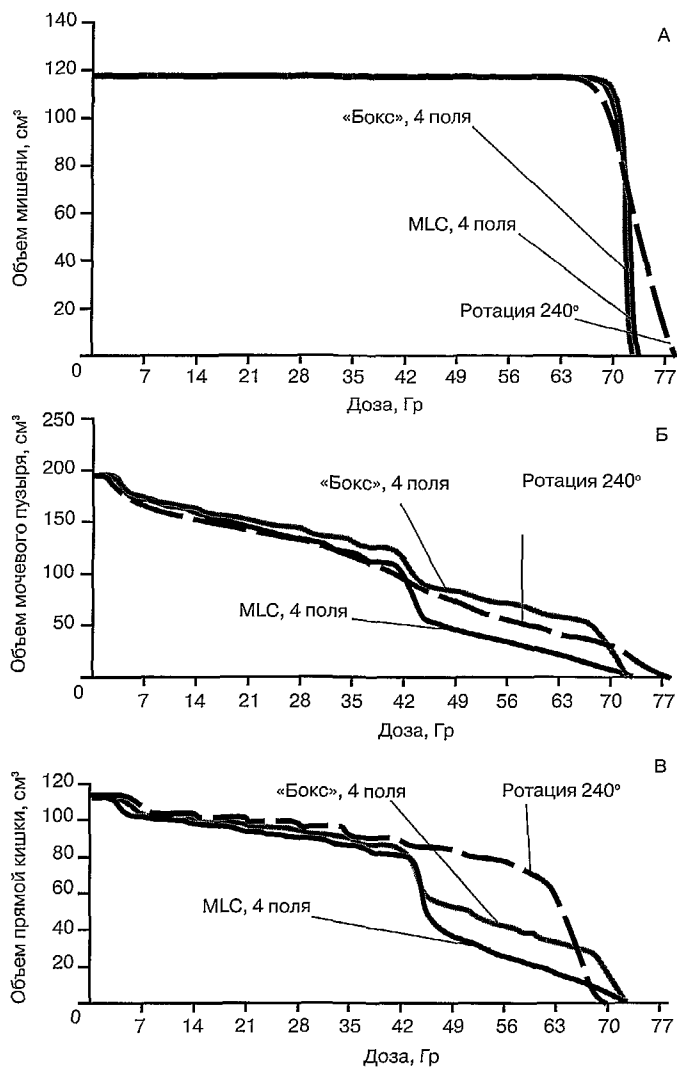 А
Объем мишени, см³
140
120
100
80
60
40
20
0
«Бокс», 4 поля
MLC, 4 поля
Ротация 240°
7 14 21 28 35 42 49 56 63 70 77
Доза, Гр
Б
Объем мочевого пузыря, см³
250
200
150
100
50
0
«Бокс», 4 поля
Ротация 240°
MLC, 4 поля
7 14 21 28 35 42 49 56 63 70 77
Доза, Гр
В
Объем прямой кишки, см³
120
100
80
60
40
20
0
«Бокс», 4 поля
Ротация 240°
MLC, 4 поля
7 14 21 28 35 42 49 56 63 70 77
Доза, Гр